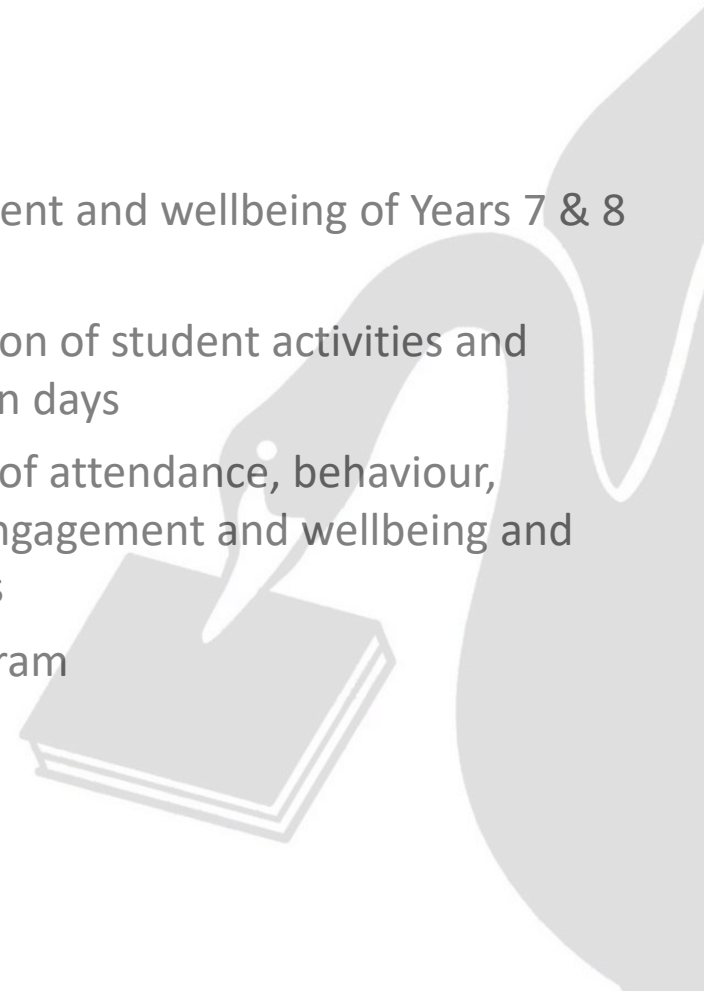 ent and wellbeing of Years 7 & 8
on of student activities and
n days
of attendance, behaviour,
ngagement and wellbeing and
s
ram